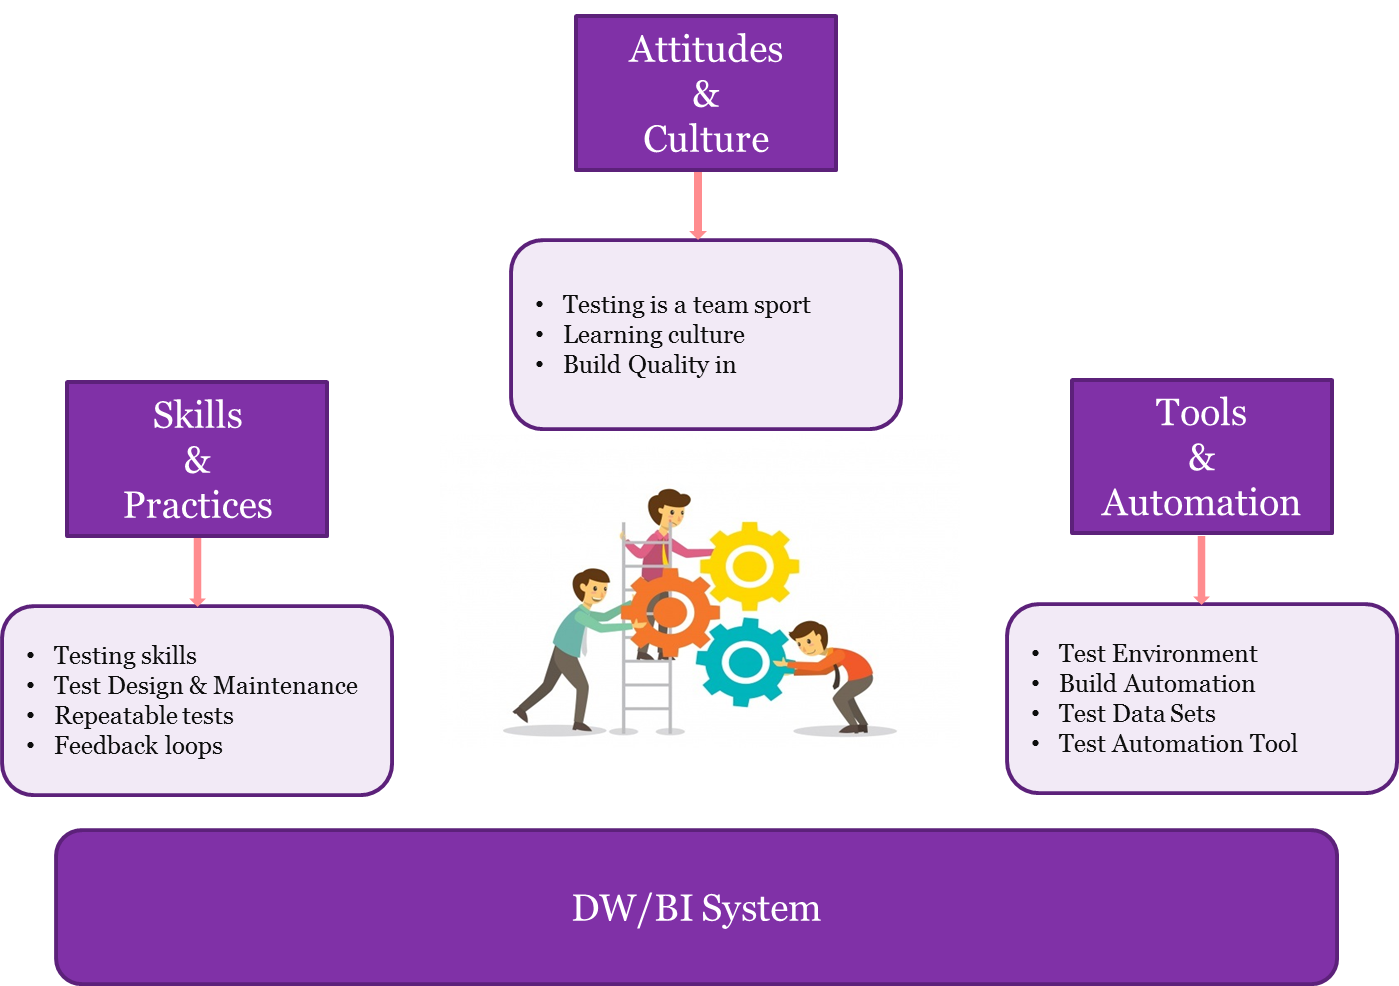 Attitudes
&
Culture
• Testing is a team sport
• Learning culture
• Build Quality in
Skills
&
Practices
• Testing skills
• Test Design & Maintenance
• Repeatable tests
• Feedback loops
Tools
&
Automation
• Test Environment
• Build Automation
• Test Data Sets
• Test Automation Tool
DW/BI System